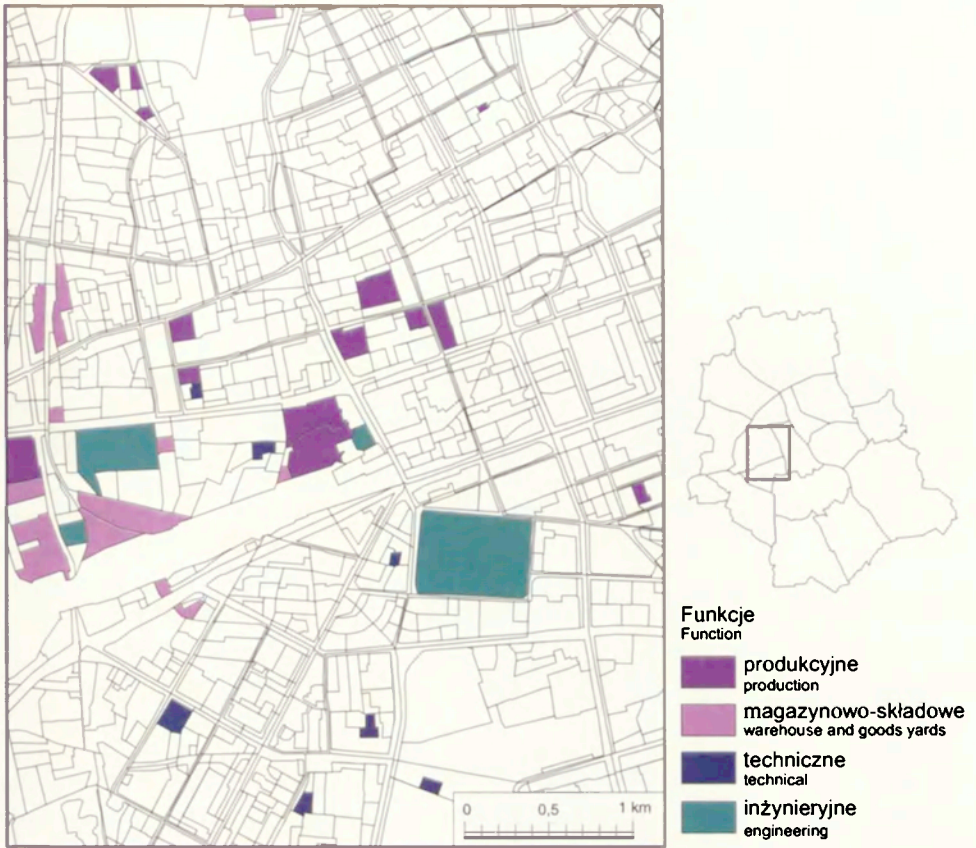 Funkcje
Function
produkcyjne
production
magazynowo-składowe
warehouse and goods yards
techniczne
technical
inżynieryjne
engineering
0 0,5 1 km